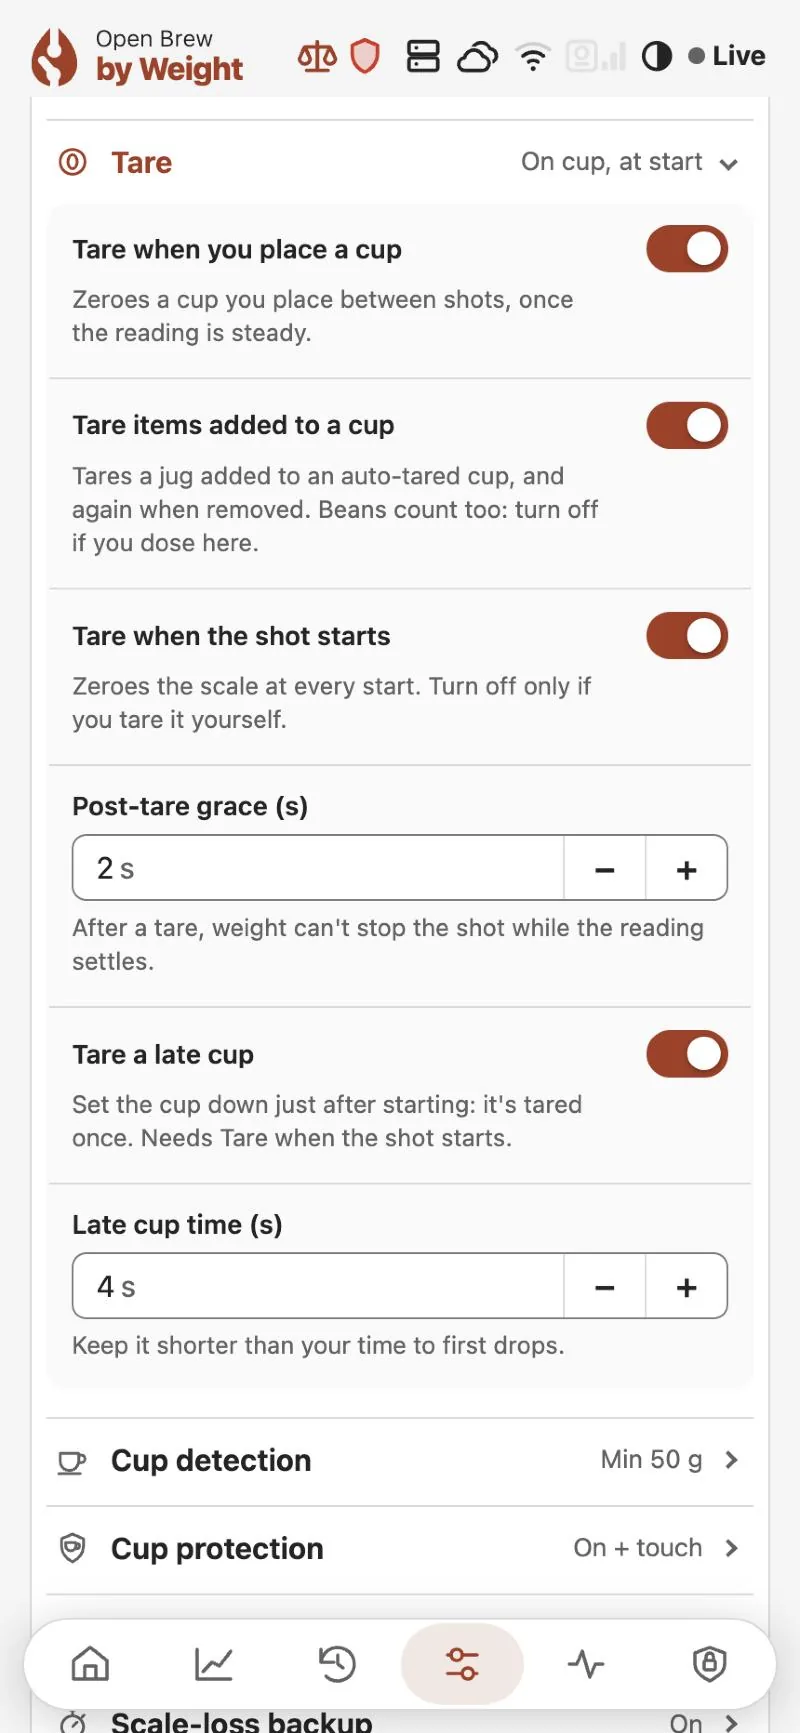 Open Brew
by Weight
Live
Tare
On cup, at start
Tare when you place a cup
Zeroes a cup you place between shots, once
the reading is steady.
Tare items added to a cup
Tares a jug added to an auto-tared cup, and
again when removed. Beans count too: turn off
if you dose here.
Tare when the shot starts
Zeroes the scale at every start. Turn off only if
you tare it yourself.
Post-tare grace (s)
2 s
After a tare, weight can't stop the shot while the reading
settles.
Tare a late cup
Set the cup down just after starting: it's tared
once. Needs Tare when the shot starts.
Late cup time (s)
4 s
Keep it shorter than your time to first drops.
Cup detection
Min 50 g
Cup protection
On + touch
Scale-loss backup
On